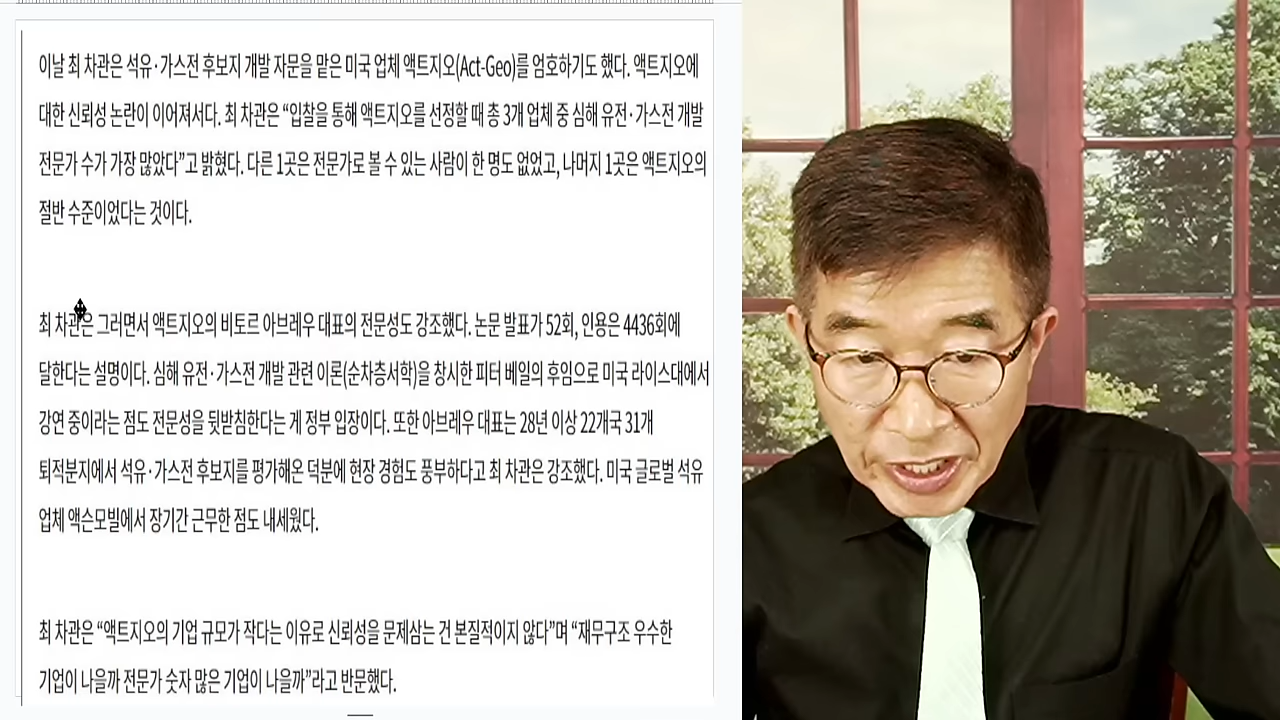 이날 최 차관은 석유·가스전 후보지 개발 자문을 맡은 미국 업체 액트지오(Act-Geo)를 엄호하기도 했다. 액트지오에
대한 신뢰성 논란이 이어져서다. 최 차관은 “입찰을 통해 액트지오를 선정할 때 총 3개 업체 중 심해 유전·가스전 개발
전문가 수가 가장 많았다”고 밝혔다. 다른 1곳은 전문가로 볼 수 있는 사람이 한 명도 없었고, 나머지 1곳은 액트지오의
절반 수준이었다는 것이다.
최 차관은 그러면서 액트지오의 비토르 아브레우 대표의 전문성도 강조했다. 논문 발표가 52회, 인용은 4436회에
달한다는 설명이다. 심해 유전·가스전 개발 관련 이론(순차층서학)을 창시한 피터 베일의 후임으로 미국 라이스대에서
강연 중이라는 점도 전문성을 뒷받침한다는 게 정부 입장이다. 또한 아브레우 대표는 28년 이상 22개국 31개
퇴적분지에서 석유·가스전 후보지를 평가해온 덕분에 현장 경험도 풍부하다고 최 차관은 강조했다. 미국 글로벌 석유
업체 액슨모빌에서 장기간 근무한 점도 내세웠다.
최 차관은 “액트지오의 기업 규모가 작다는 이유로 신뢰성을 문제삼는 건 본질적이지 않다”며 “재무구조 우수한
기업이 나을까 전문가 숫자 많은 기업이 나을까”라고 반문했다.